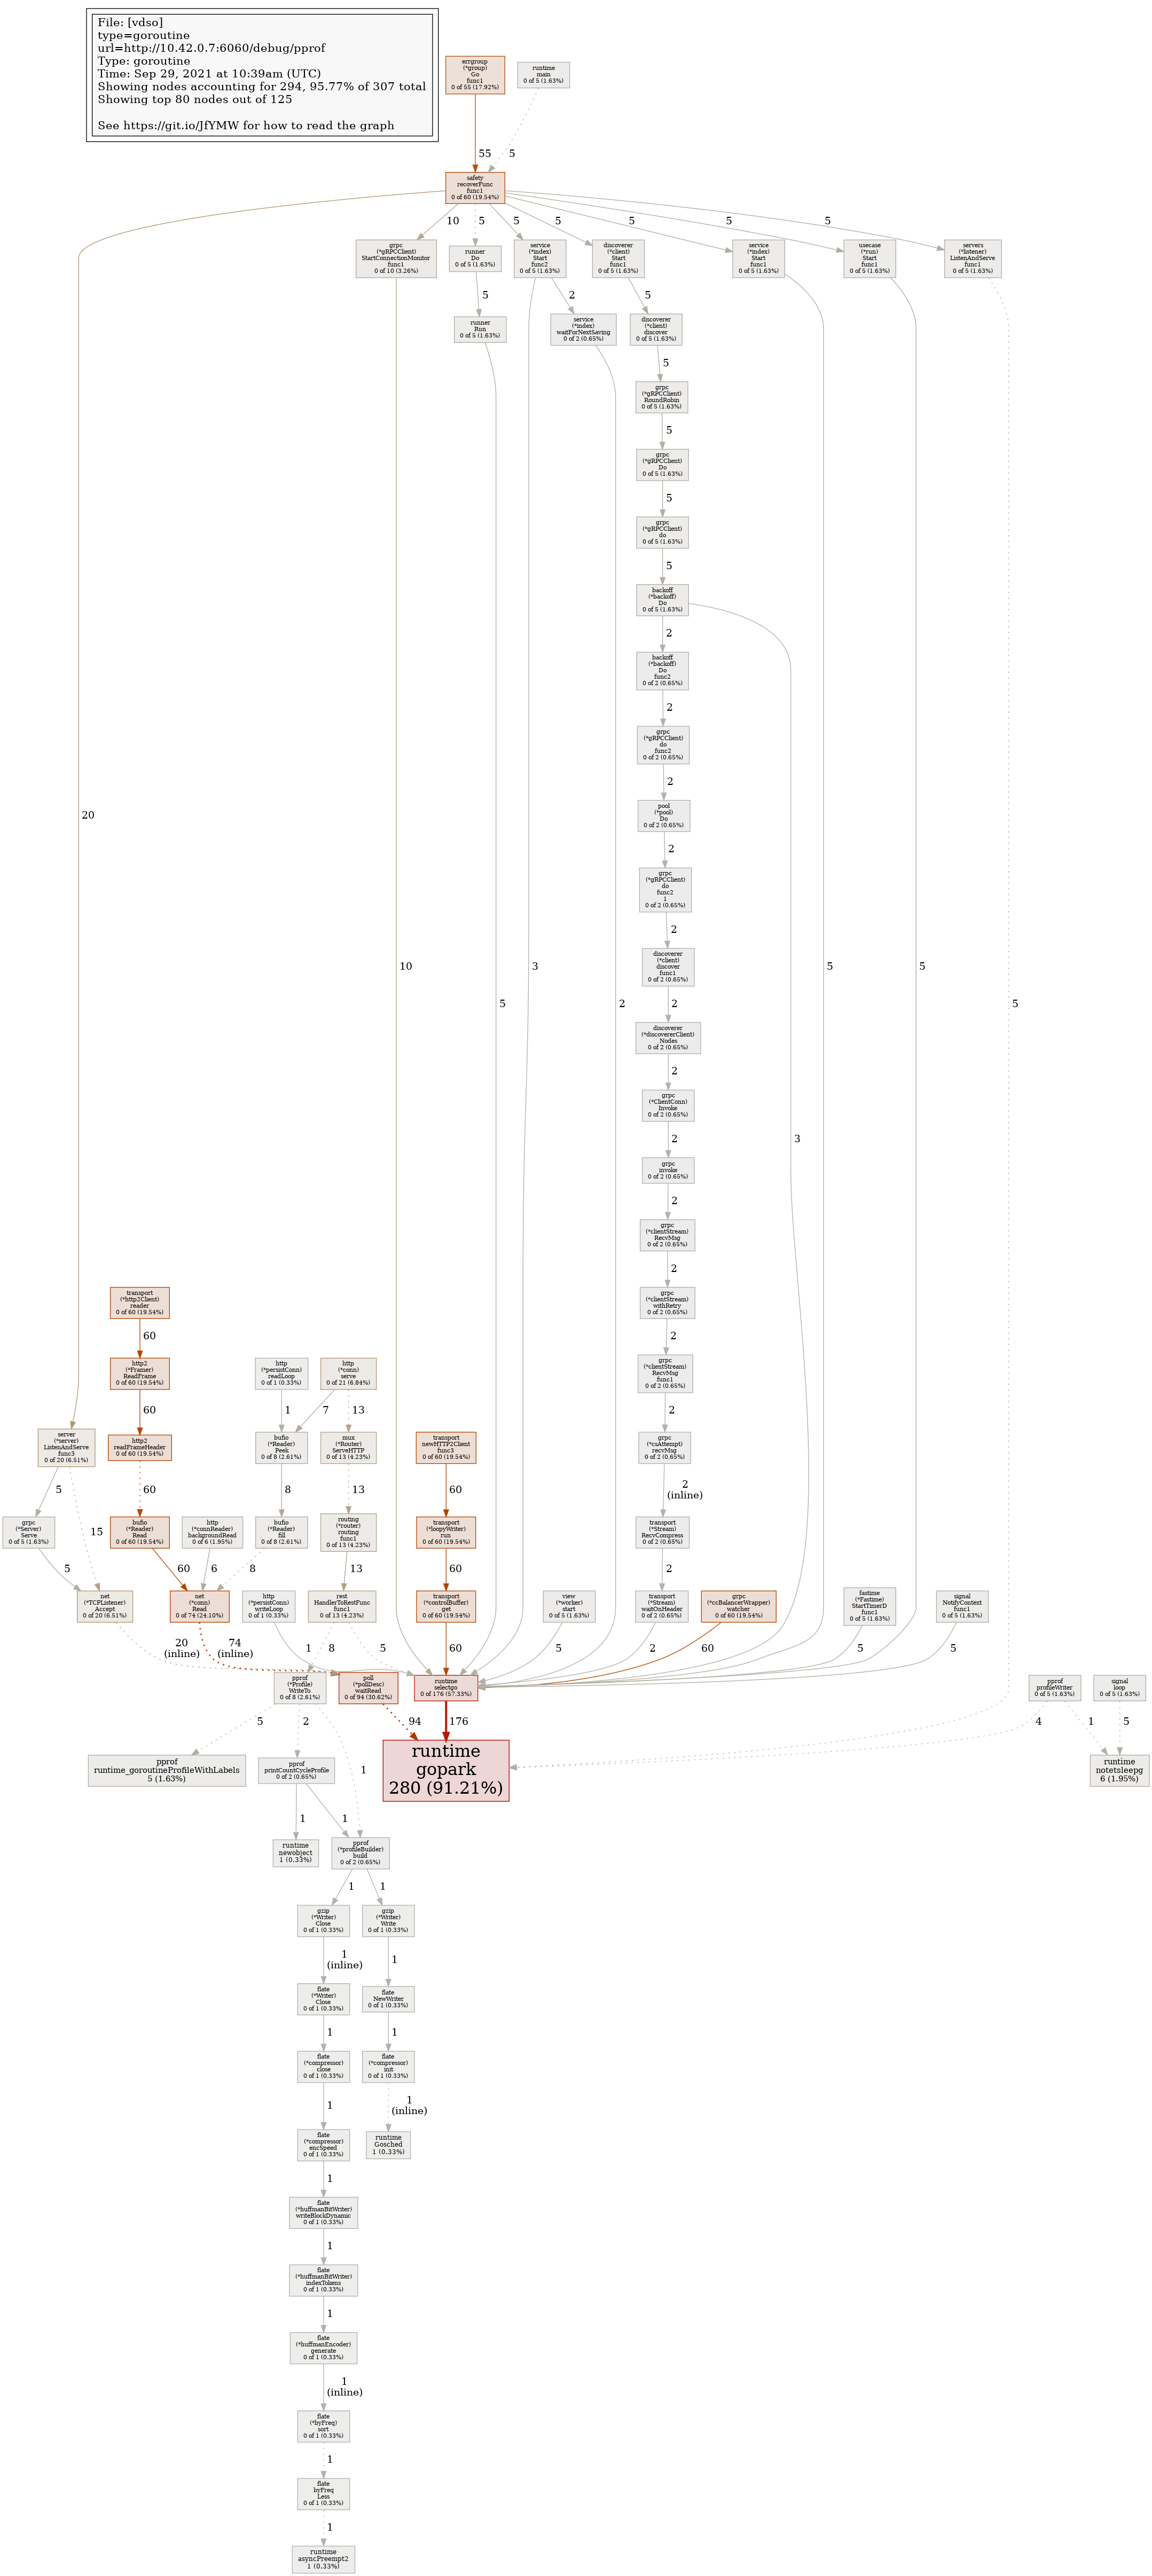 File: [vdso]
type=goroutine
url=http://10.42.0.7:6060/debug/pprof
Type: goroutine
Time: Sep 29, 2021 at 10:39am (UTC)
Showing nodes accounting for 294, 95.77% of 307 total
Showing top 80 nodes out of 125
See https://git.io/JfYMW for how to read the graph
errgroup
(*group)
Go
func1
0 of 55 (17.92%)
runtime
main
0 of 5 (1.63%)
55
5
safety
recoverFunc
func1
0 of 60 (19.54%)
10
5
5
5
5
5
5
grpc
(*gRPCClient)
StartConnectionMonitor
func1
0 of 10 (3.26%)
runner
Do
0 of 5 (1.63%)
service
(*index)
Start
func2
0 of 5 (1.63%)
discoverer
(*client)
Start
func1
0 of 5 (1.63%)
service
(*index)
Start
func1
0 of 5 (1.63%)
usecase
(*run)
Start
func1
0 of 5 (1.63%)
servers
(*listener)
ListenAndServe
func1
0 of 5 (1.63%)
5
2
5
runner
Run
0 of 5 (1.63%)
service
(*index)
waitForNextSaving
0 of 2 (0.65%)
discoverer
(*client)
discover
0 of 5 (1.63%)
5
grpc
(*gRPCClient)
RoundRobin
0 of 5 (1.63%)
5
grpc
(*gRPCClient)
Do
0 of 5 (1.63%)
5
grpc
(*gRPCClient)
do
0 of 5 (1.63%)
5
backoff
(*backoff)
Do
0 of 5 (1.63%)
2
backoff
(*backoff)
Do
func2
0 of 2 (0.65%)
2
grpc
(*gRPCClient)
do
func2
0 of 2 (0.65%)
2
pool
(*pool)
Do
0 of 2 (0.65%)
20
2
grpc
(*gRPCClient)
do
func2
1
0 of 2 (0.65%)
2
discoverer
(*client)
discover
func1
0 of 2 (0.65%)
10
3
5
5
2
5
2
5
discoverer
(*discovererClient)
Nodes
0 of 2 (0.65%)
2
grpc
(*ClientConn)
Invoke
0 of 2 (0.65%)
2
3
grpc
invoke
0 of 2 (0.65%)
2
grpc
(*clientStream)
RecvMsg
0 of 2 (0.65%)
2
transport
(*http2Client)
reader
0 of 60 (19.54%)
grpc
(*clientStream)
withRetry
0 of 2 (0.65%)
60
2
http2
(*Framer)
ReadFrame
0 of 60 (19.54%)
http
(*persistConn)
readLoop
0 of 1 (0.33%)
http
(*conn)
serve
0 of 21 (6.84%)
grpc
(*clientStream)
RecvMsg
func1
0 of 2 (0.65%)
60
1
7
13
2
server
(*server)
ListenAndServe
func3
0 of 20 (6.51%)
http2
readFrameHeader
0 of 60 (19.54%)
bufio
(*Reader)
Peek
0 of 8 (2.61%)
mux
(*Router)
ServeHTTP
0 of 13 (4.23%)
transport
newHTTP2Client
func3
0 of 60 (19.54%)
grpc
(*csAttempt)
recvMsg
0 of 2 (0.65%)
5
60
8
13
60
2
(inline)
15
grpc
(*Server)
Serve
0 of 5 (1.63%)
bufio
(*Reader)
Read
0 of 60 (19.54%)
http
(*connReader)
backgroundRead
0 of 6 (1.95%)
bufio
(*Reader)
fill
0 of 8 (2.61%)
routing
(*router)
routing
func1
0 of 13 (4.23%)
transport
(*loopyWriter)
run
0 of 60 (19.54%)
transport
(*Stream)
RecvCompress
0 of 2 (0.65%)
5
60
6
8
13
60
2
net
(*TCPListener)
Accept
0 of 20 (6.51%)
net
(*conn)
Read
0 of 74 (24.10%)
http
(*persistConn)
writeLoop
0 of 1 (0.33%)
rest
HandlerToRestFunc
func1
0 of 13 (4.23%)
transport
(*controlBuffer)
get
0 of 60 (19.54%)
view
(*worker)
start
0 of 5 (1.63%)
transport
(*Stream)
waitOnHeader
0 of 2 (0.65%)
grpc
(*ccBalancerWrapper)
watcher
0 of 60 (19.54%)
fastime
(*Fastime)
StartTimerD
func1
0 of 5 (1.63%)
signal
NotifyContext
func1
0 of 5 (1.63%)
20
(inline)
74
(inline)
1
8
5
60
5
2
60
5
5
pprof
(*Profile)
WriteTo
0 of 8 (2.61%)
poll
(*pollDesc)
waitRead
0 of 94 (30.62%)
runtime
selectgo
0 of 176 (57.33%)
pprof
profileWriter
0 of 5 (1.63%)
signal
loop
0 of 5 (1.63%)
5
2
94
176
4
1
5
pprof
runtime_goroutineProfileWithLabels
5 (1.63%)
pprof
printCountCycleProfile
0 of 2 (0.65%)
1
runtime
gopark
280 (91.21%)
runtime
notetsleepg
6 (1.95%)
1
1
runtime
newobject
1 (0.33%)
pprof
(*profileBuilder)
build
0 of 2 (0.65%)
1
1
gzip
(*Writer)
Close
0 of 1 (0.33%)
gzip
(*Writer)
Write
0 of 1 (0.33%)
1
(inline)
1
flate
(*Writer)
Close
0 of 1 (0.33%)
flate
NewWriter
0 of 1 (0.33%)
1
1
flate
(*compressor)
close
0 of 1 (0.33%)
flate
(*compressor)
init
0 of 1 (0.33%)
1
1
(inline)
flate
(*compressor)
encSpeed
0 of 1 (0.33%)
runtime
Gosched
1 (0.33%)
1
flate
(*huffmanBitWriter)
writeBlockDynamic
0 of 1 (0.33%)
1
flate
(*huffmanBitWriter)
indexTokens
0 of 1 (0.33%)
1
flate
(*huffmanEncoder)
generate
0 of 1 (0.33%)
1
(inline)
flate
(*byFreq)
sort
0 of 1 (0.33%)
1
flate
byFreq
Less
0 of 1 (0.33%)
1
runtime
asyncPreempt2
1 (0.33%)